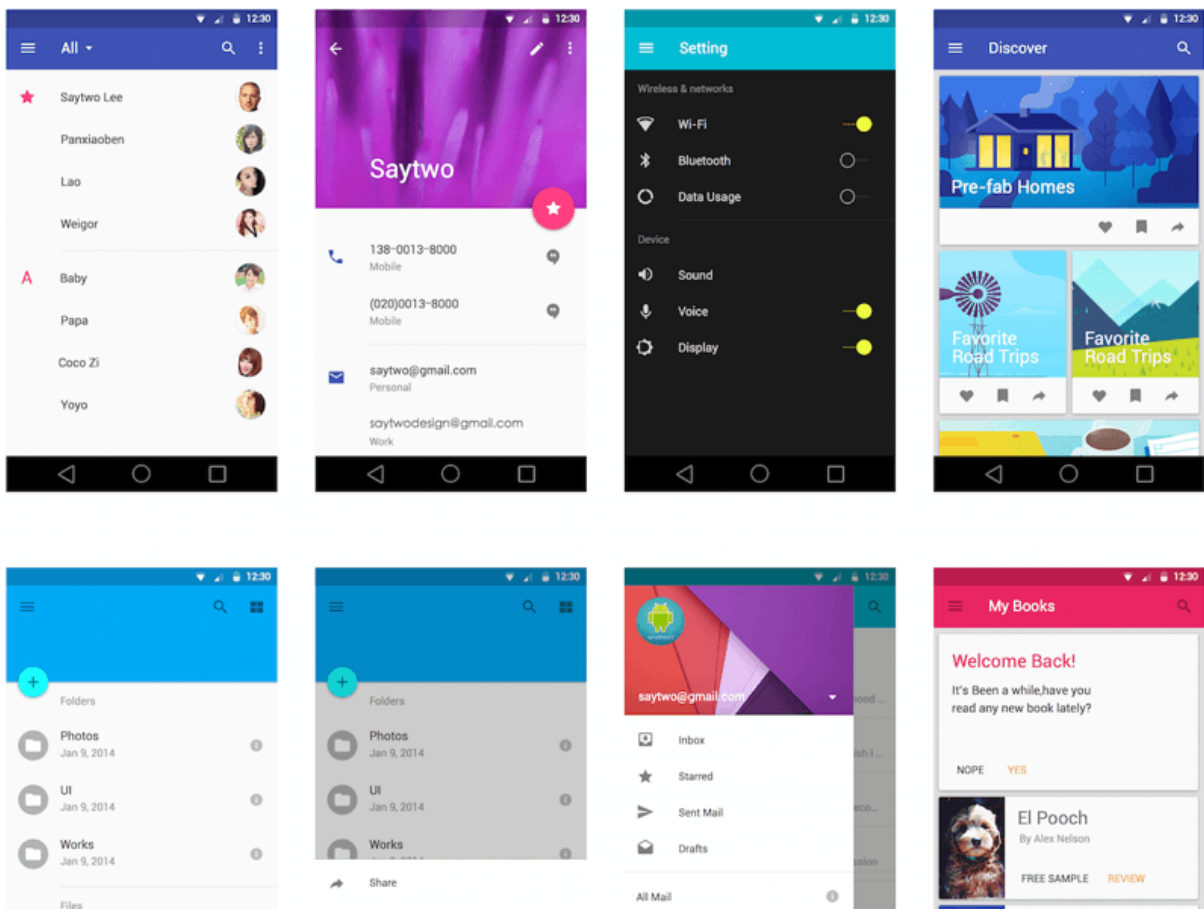 12:30
All
Saytwo Lee
Panxiaoben
Lao
Weigor
A
Baby
Papa
Coco Zi
Yoyo
12:30
Saytwo
138-0013-8000
Mobile
(020)0013-8000
Mobile
saytwo@gmail.com
Personal
saytwodesign@gmail.com
Work
12:30
Setting
Wireless & networks
Wi-Fi
Bluetooth
Data Usage
Device
Sound
Voice
Display
12:30
Discover
Pre-fab Homes
Favorite
Road Trips
Favorite
Road Trips
12:30
Folders
Photos
Jan 9, 2014
UI
Jan 9, 2014
Works
Jan 9, 2014
Files
12:30
Folders
Photos
Jan 9, 2014
UI
Jan 9, 2014
Works
Share
12:30
saytwo@gmail.com
Inbox
Starred
Sent Mail
Drafts
All Mail
12:30
My Books
Welcome Back!
It's Been a while,have you
read any new book lately?
NOPE YES
El Pooch
By Alex Nelson
FREE SAMPLE REVIEW